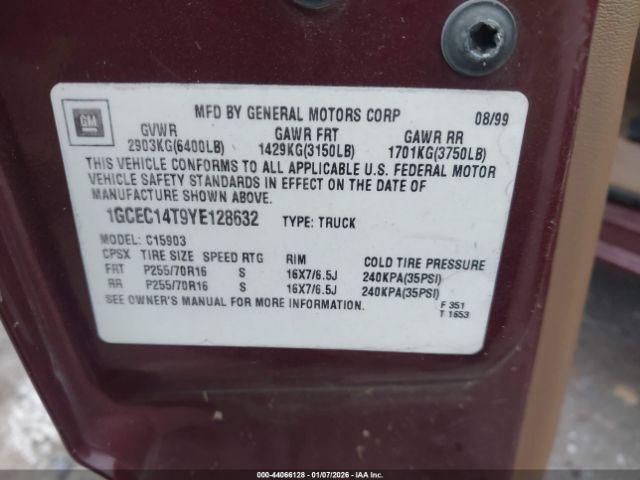 GM
MFD BY GENERAL MOTORS CORP 08/99
GVWR GAWR FRT GAWR RR
2903KG(6400LB) 1429KG(3150LB) 1701KG(3750LB)
THIS VEHICLE CONFORMS TO ALL APPLICABLE U.S. FEDERAL MOTOR
VEHICLE SAFETY STANDARDS IN EFFECT ON THE DATE OF
MANUFACTURE SHOWN ABOVE.
1GCEC14T9YE128632 TYPE: TRUCK
MODEL: C15903
CPSX TIRE SIZE SPEED RTG RIM COLD TIRE PRESSURE
FRT P255/70R16 S 16X7/6.5J 240KPA(35PSI)
RR P255/70R16 S 16X7/6.5J 240KPA(35PSI)
SEE OWNER'S MANUAL FOR MORE INFORMATION.
F 351
T 1653
000-44066128 - 01/07/2026 - IAAI.com